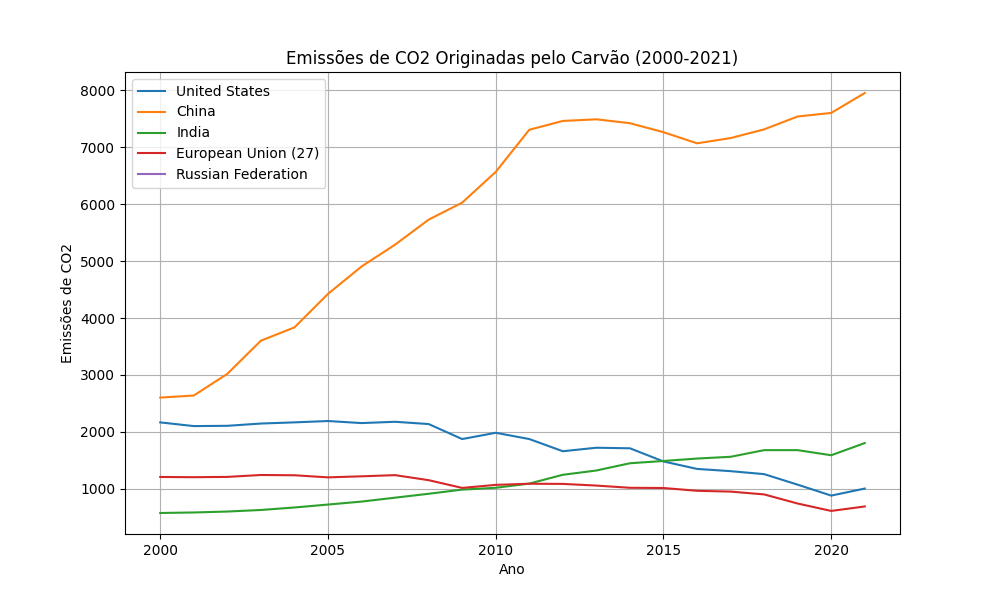 Emissões de CO2 Originadas pelo Carvão (2000-2021)
United States
China
India
European Union (27)
Russian Federation
8000
7000
6000
5000
4000
3000
2000
1000
Emissões de CO2
2000 2005 2010 2015 2020
Ano